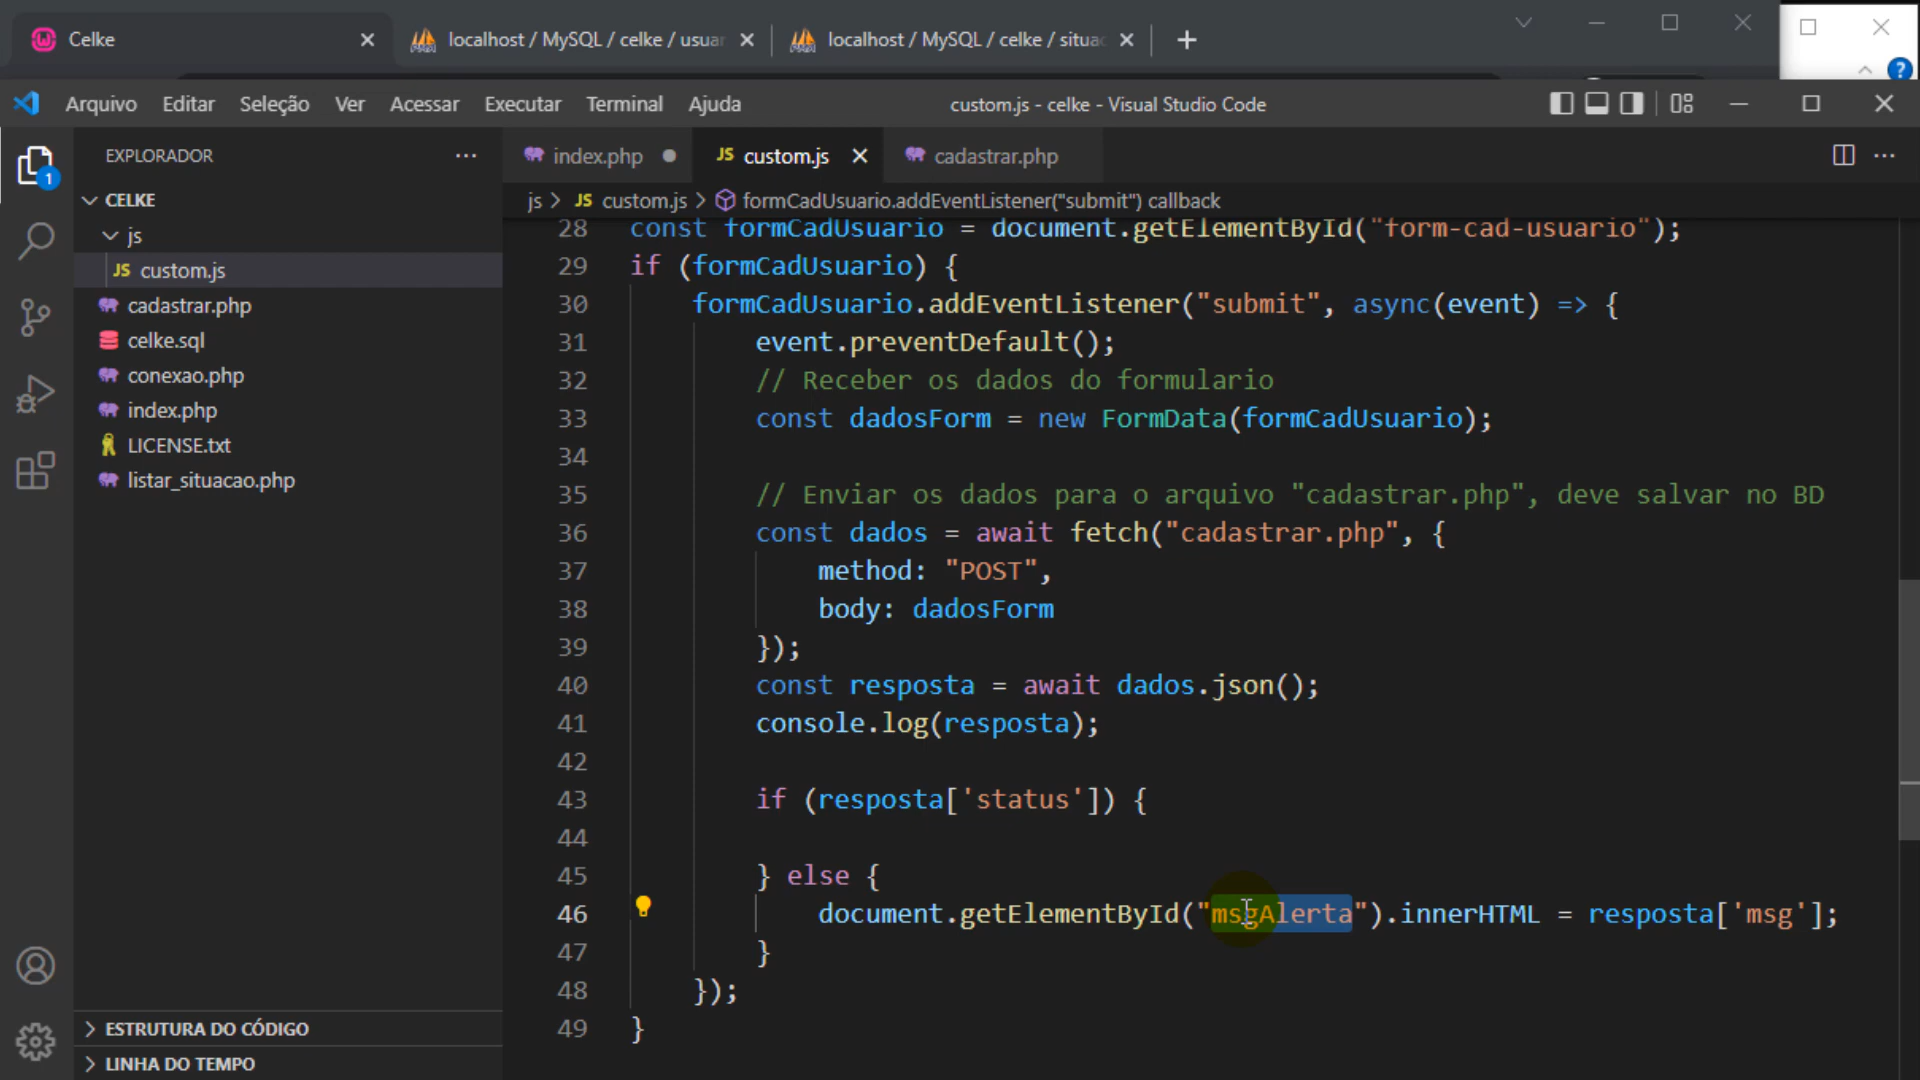 Celke
localhost / MySQL / celke / usuar
localhost / MySQL / celke / situac
Arquivo Editar Seleção Ver Acessar Executar Terminal Ajuda
custom.js - celke - Visual Studio Code
EXPLORADOR
index.php
JS custom.js
cadastrar.php
js > JS custom.js > formCadUsuario.addEventListener("submit") callback
1
CELKE
js
JS custom.js
cadastrar.php
celke.sql
conexao.php
index.php
LICENSE.txt
listar_situacao.php
ESTRUTURA DO CÓDIGO
LINHA DO TEMPO
28 const formCadUsuario = document.getElementById("form-cad-usuario");
29 if (formCadUsuario) {
30 formCadUsuario.addEventListener("submit", async(event) => {
31 event.preventDefault();
32 // Receber os dados do formulario
33 const dadosForm = new FormData(formCadUsuario);
34
35 // Enviar os dados para o arquivo "cadastrar.php", deve salvar no BD
36 const dados = await fetch("cadastrar.php", {
37 method: "POST",
38 body: dadosForm
39 });
40 const resposta = await dados.json();
41 console.log(resposta);
42
43 if (resposta['status']) {
44
45 } else {
46 document.getElementById("msgAlerta").innerHTML = resposta['msg'];
47 }
48 });
49 }